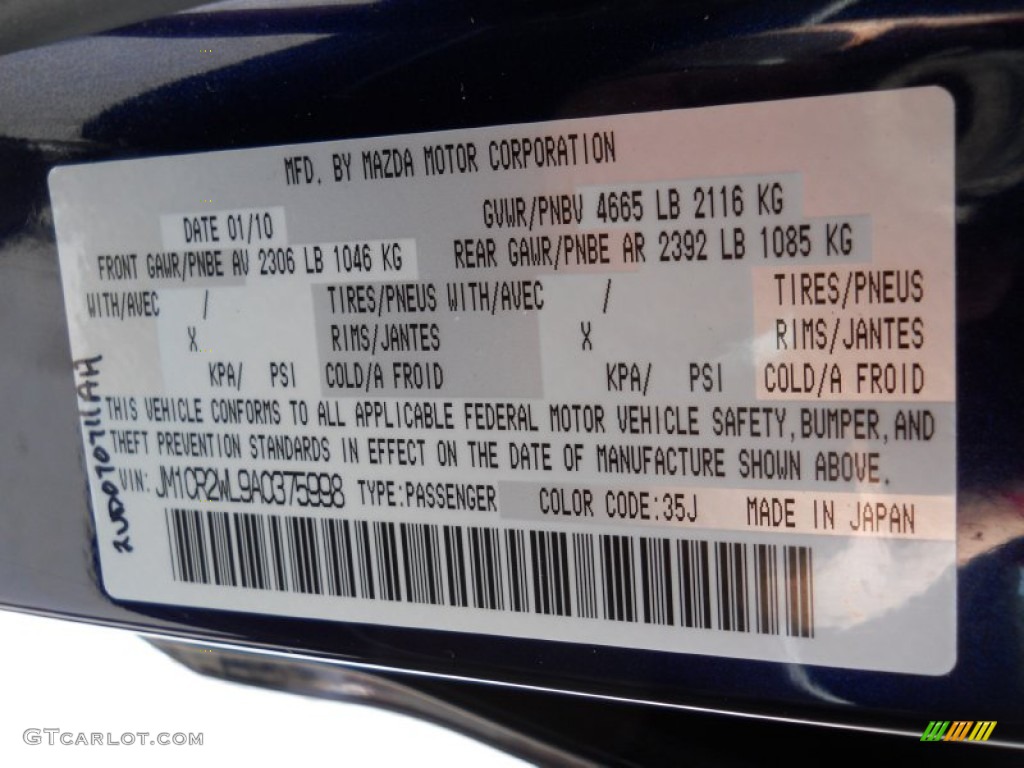 MFD. BY MAZDA MOTOR CORPORATION
DATE 01/10 GVWR/PNBV 4665 LB 2116 KG
FRONT GAWR/PNBE AV 2306 LB 1046 KG REAR GAWR/PNBE AR 2392 LB 1085 KG
WITH/AVEC / TIRES/PNEUS WITH/AVEC / TIRES/PNEUS
X RIMS/JANTES X RIMS/JANTES
KPA/ PSI COLD/A FROID KPA/ PSI COLD/A FROID
THIS VEHICLE CONFORMS TO ALL APPLICABLE FEDERAL MOTOR VEHICLE SAFETY, BUMPER, AND
THEFT PREVENTION STANDARDS IN EFFECT ON THE DATE OF MANUFACTURE SHOWN ABOVE.
VIN: JM1CR2WL9A0375998 TYPE:PASSENGER COLOR CODE:35J MADE IN JAPAN
GTCarlot.com